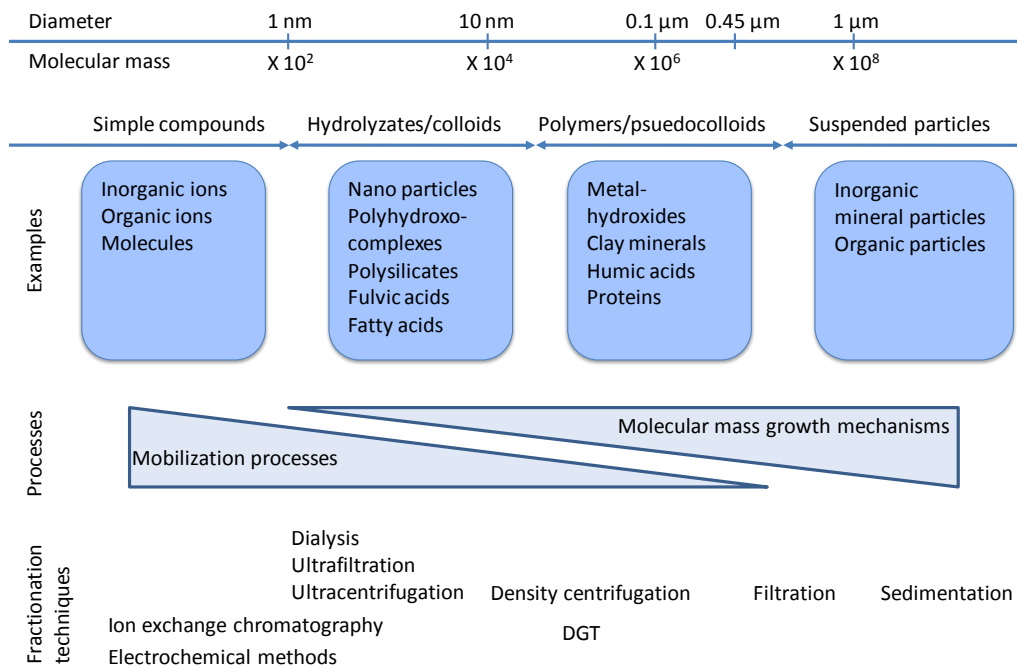 Diameter 1 nm 10 nm 0.1 µm 0.45 µm 1 µm
Molecular mass X 10² X 10⁴ X 10⁶ X 10⁸
Simple compounds Hydrolyzates/colloids Polymers/psuedocolloids Suspended particles
Examples
Inorganic ions
Organic ions
Molecules
Nano particles
Polyhydroxo-
complexes
Polysilicates
Fulvic acids
Fatty acids
Metal-
hydroxides
Clay minerals
Humic acids
Proteins
Inorganic
mineral particles
Organic particles
Processes
Mobilization processes
Molecular mass growth mechanisms
Fractionation
techniques
Dialysis
Ultrafiltration
Ultracentrifugation Density centrifugation Filtration Sedimentation
Ion exchange chromatography DGT
Electrochemical methods